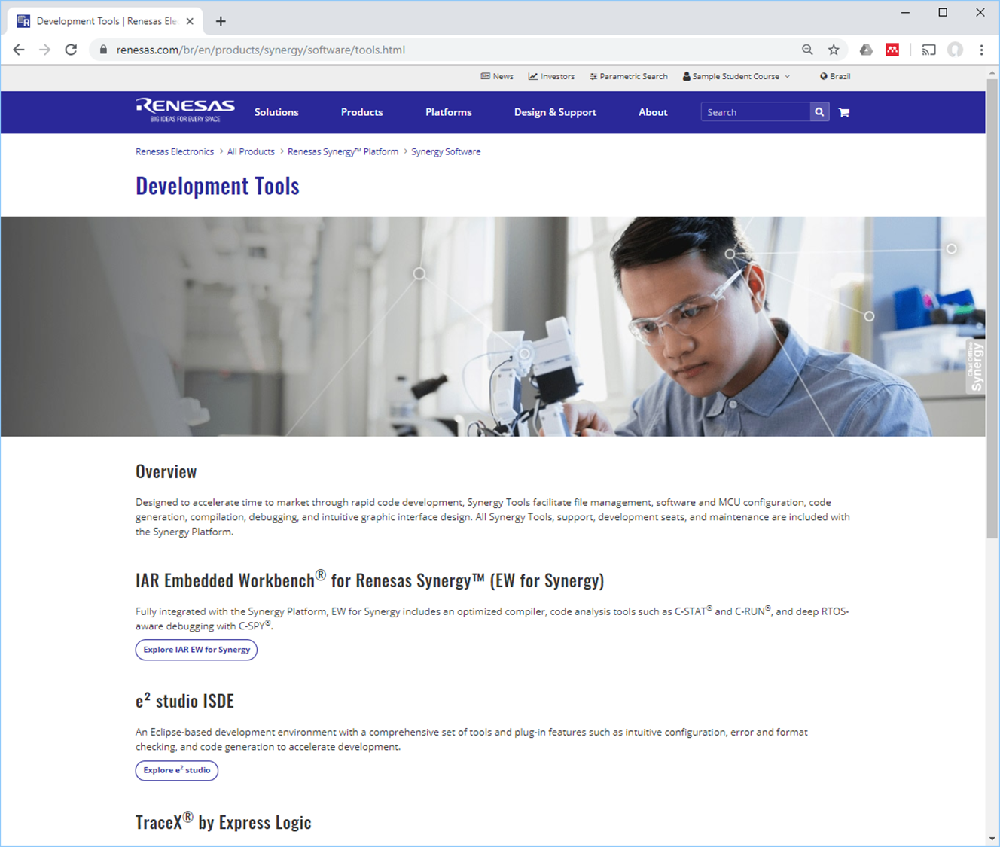 Development Tools | Renesas Ele
renesas.com/br/en/products/synergy/software/tools.html
News Investors Parametric Search Sample Student Course Brazil
RENESAS
BIG IDEAS FOR EVERY SPACE
Solutions Products Platforms Design & Support About Search
Renesas Electronics > All Products > Renesas Synergy™ Platform > Synergy Software
Development Tools
Chat Offline
Synergy
Overview
Designed to accelerate time to market through rapid code development, Synergy Tools facilitate file management, software and MCU configuration, code
generation, compilation, debugging, and intuitive graphic interface design. All Synergy Tools, support, development seats, and maintenance are included with
the Synergy Platform.
IAR Embedded Workbench® for Renesas Synergy™ (EW for Synergy)
Fully integrated with the Synergy Platform, EW for Synergy includes an optimized compiler, code analysis tools such as C-STAT® and C-RUN®, and deep RTOS-
aware debugging with C-SPY®.
Explore IAR EW for Synergy
e² studio ISDE
An Eclipse-based development environment with a comprehensive set of tools and plug-in features such as intuitive configuration, error and format
checking, and code generation to accelerate development.
Explore e² studio
TraceX® by Express Logic